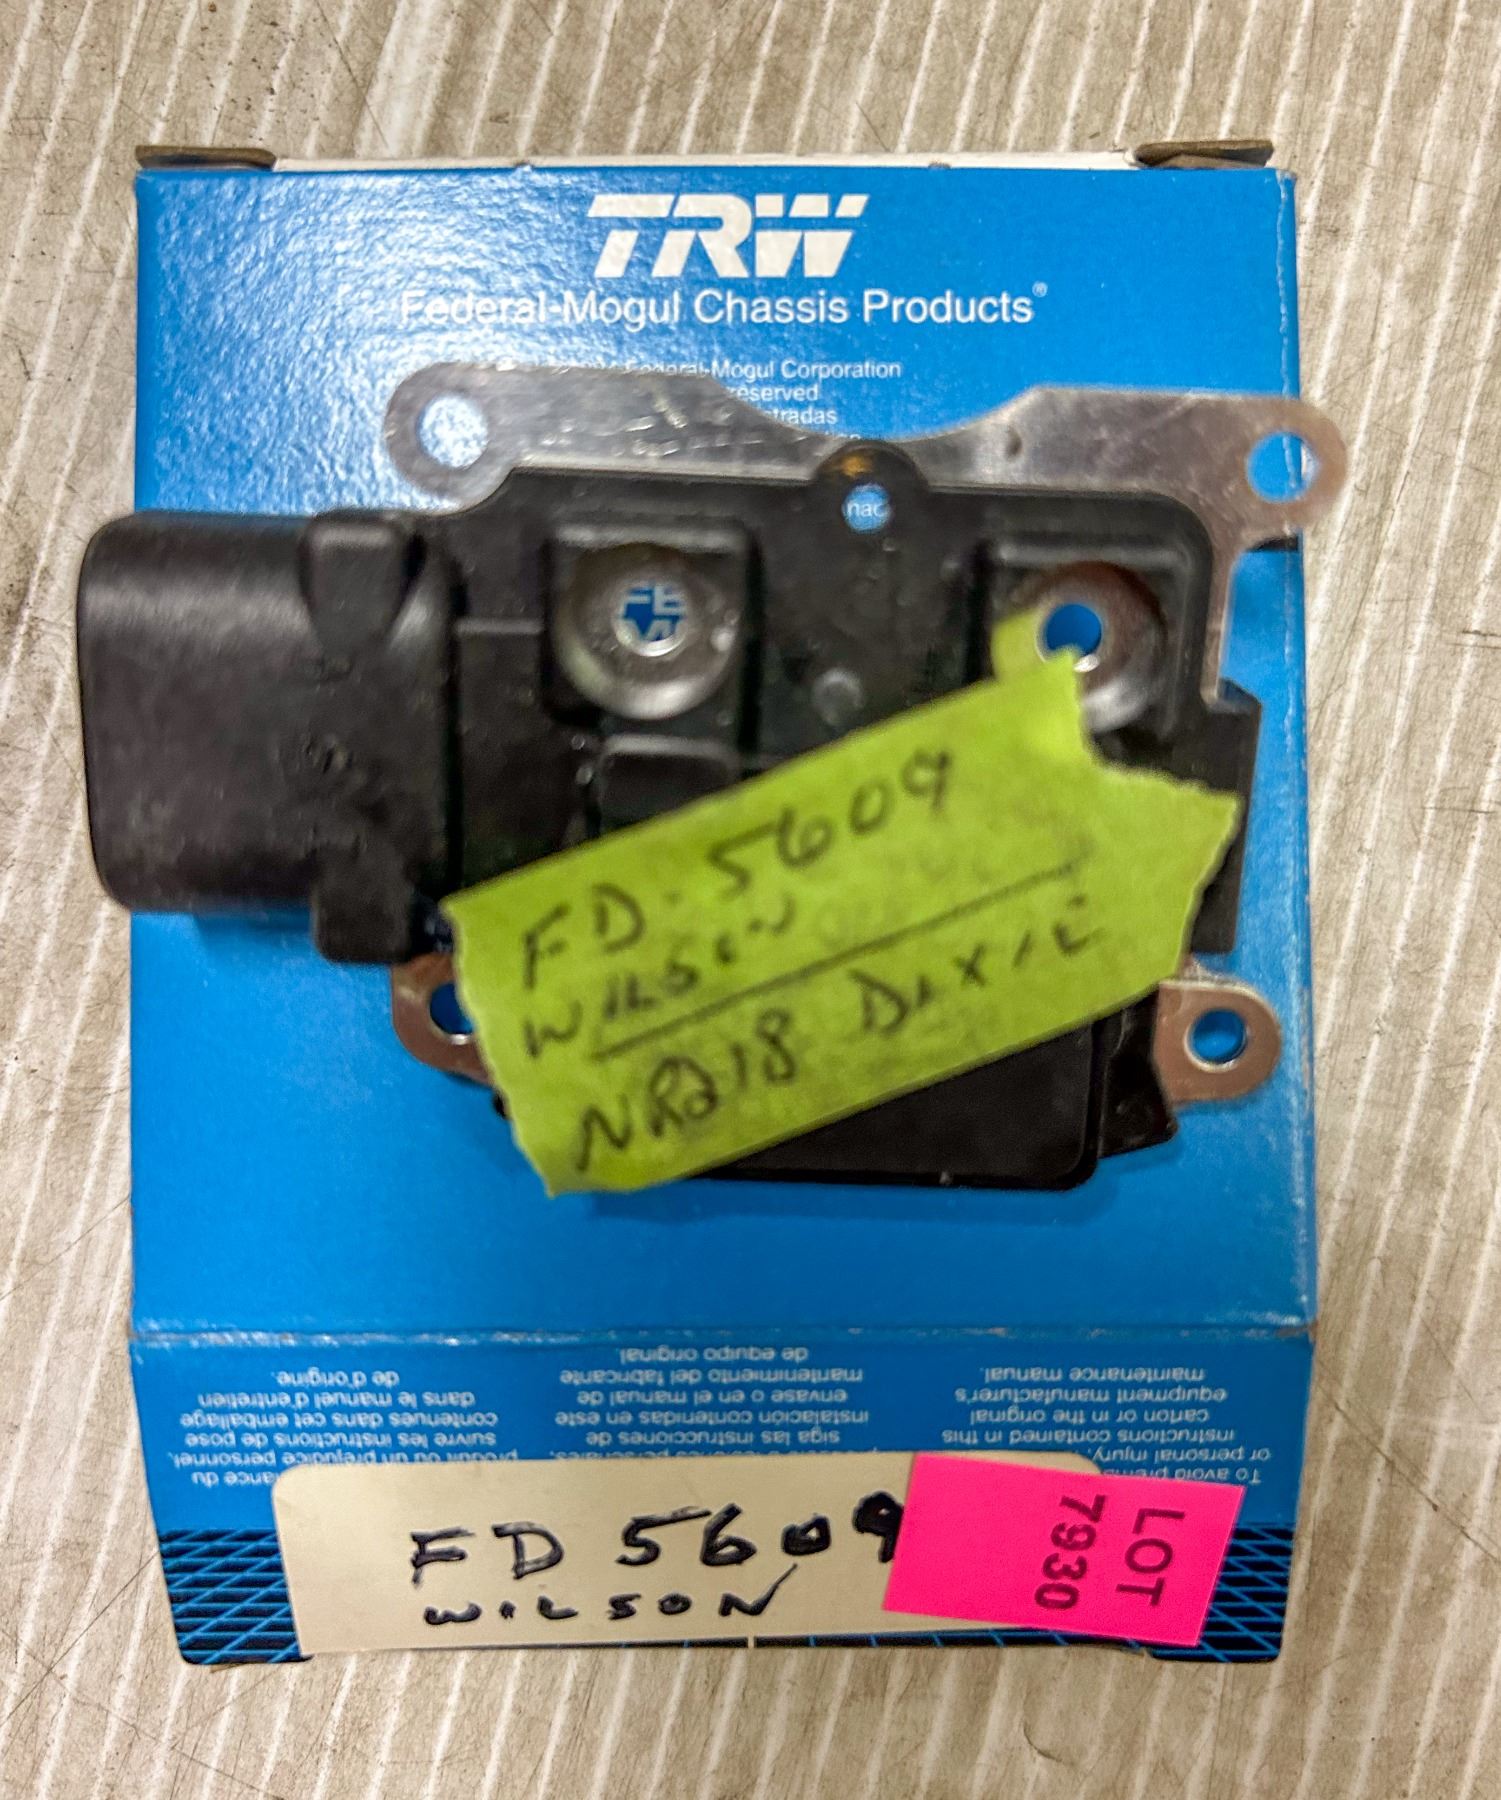 TRW
Federal-Mogul Chassis Products®
Federal-Mogul Corporation
reserved
nac
FD-5609
WILSON
NR218 DIXIE
de equipo original.
mantenimiento del fabricante
envase o en el manual de
instalación contenidas en este
siga las instrucciones de
de d'origine.
dans le manuel d'entretien
contenues dans cet emballage
suivre les instructions de pose
produit ou un préjudice personnel,
To avoid
or personal injury,
instructions contained in this
carton or in the original
equipment manufacturer's
maintenance manual.
FD 5609
WILSON
LOT
7930